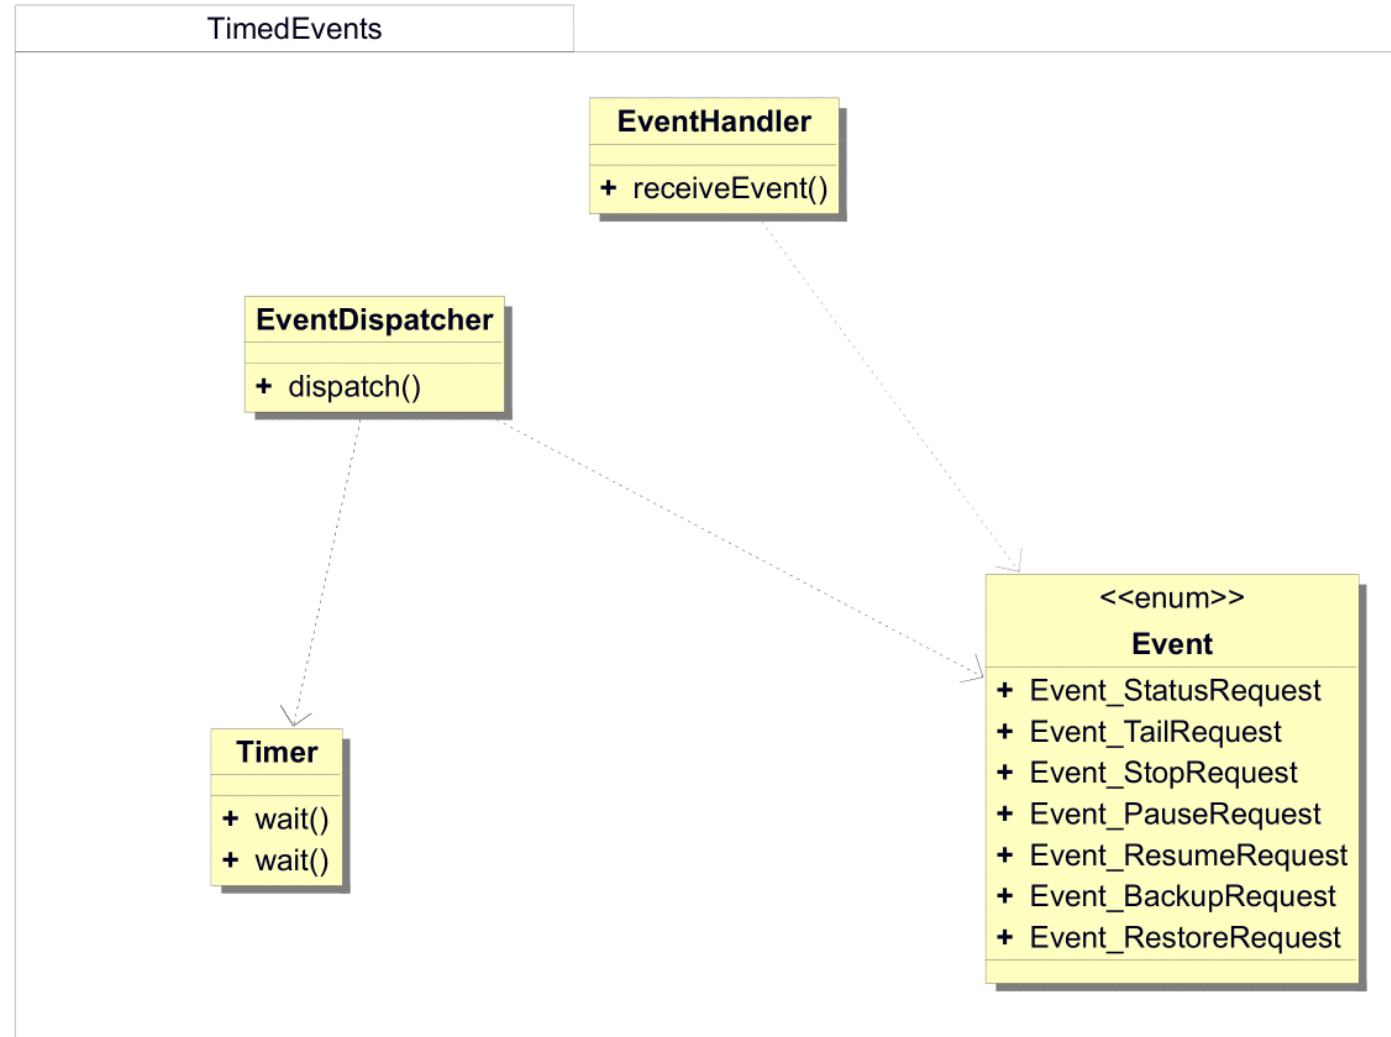 TimedEvents
EventHandler
+ receiveEvent()
EventDispatcher
+ dispatch()
<<enum>>
Event
+ Event_StatusRequest
+ Event_TailRequest
+ Event_StopRequest
+ Event_PauseRequest
+ Event_ResumeRequest
+ Event_BackupRequest
+ Event_RestoreRequest
Timer
+ wait()
+ wait()